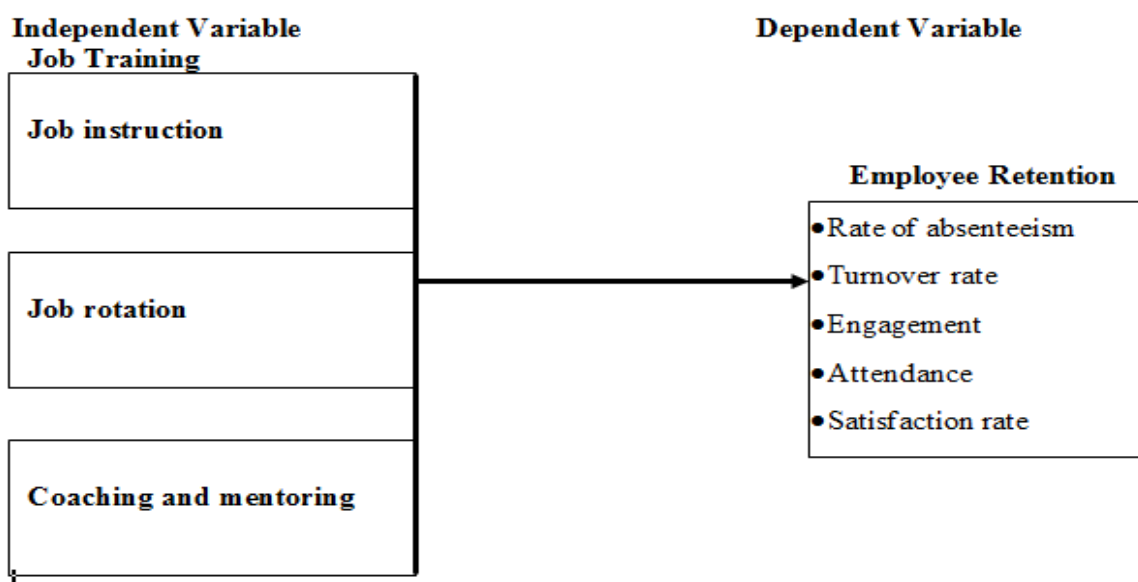 Independent Variable
Dependent Variable
Job Training
Job instruction
Employee Retention
•Rate of absenteeism
•Turnover rate
Job rotation
•Engagement
•Attendance
•Satisfaction rate
Coaching and mentoring